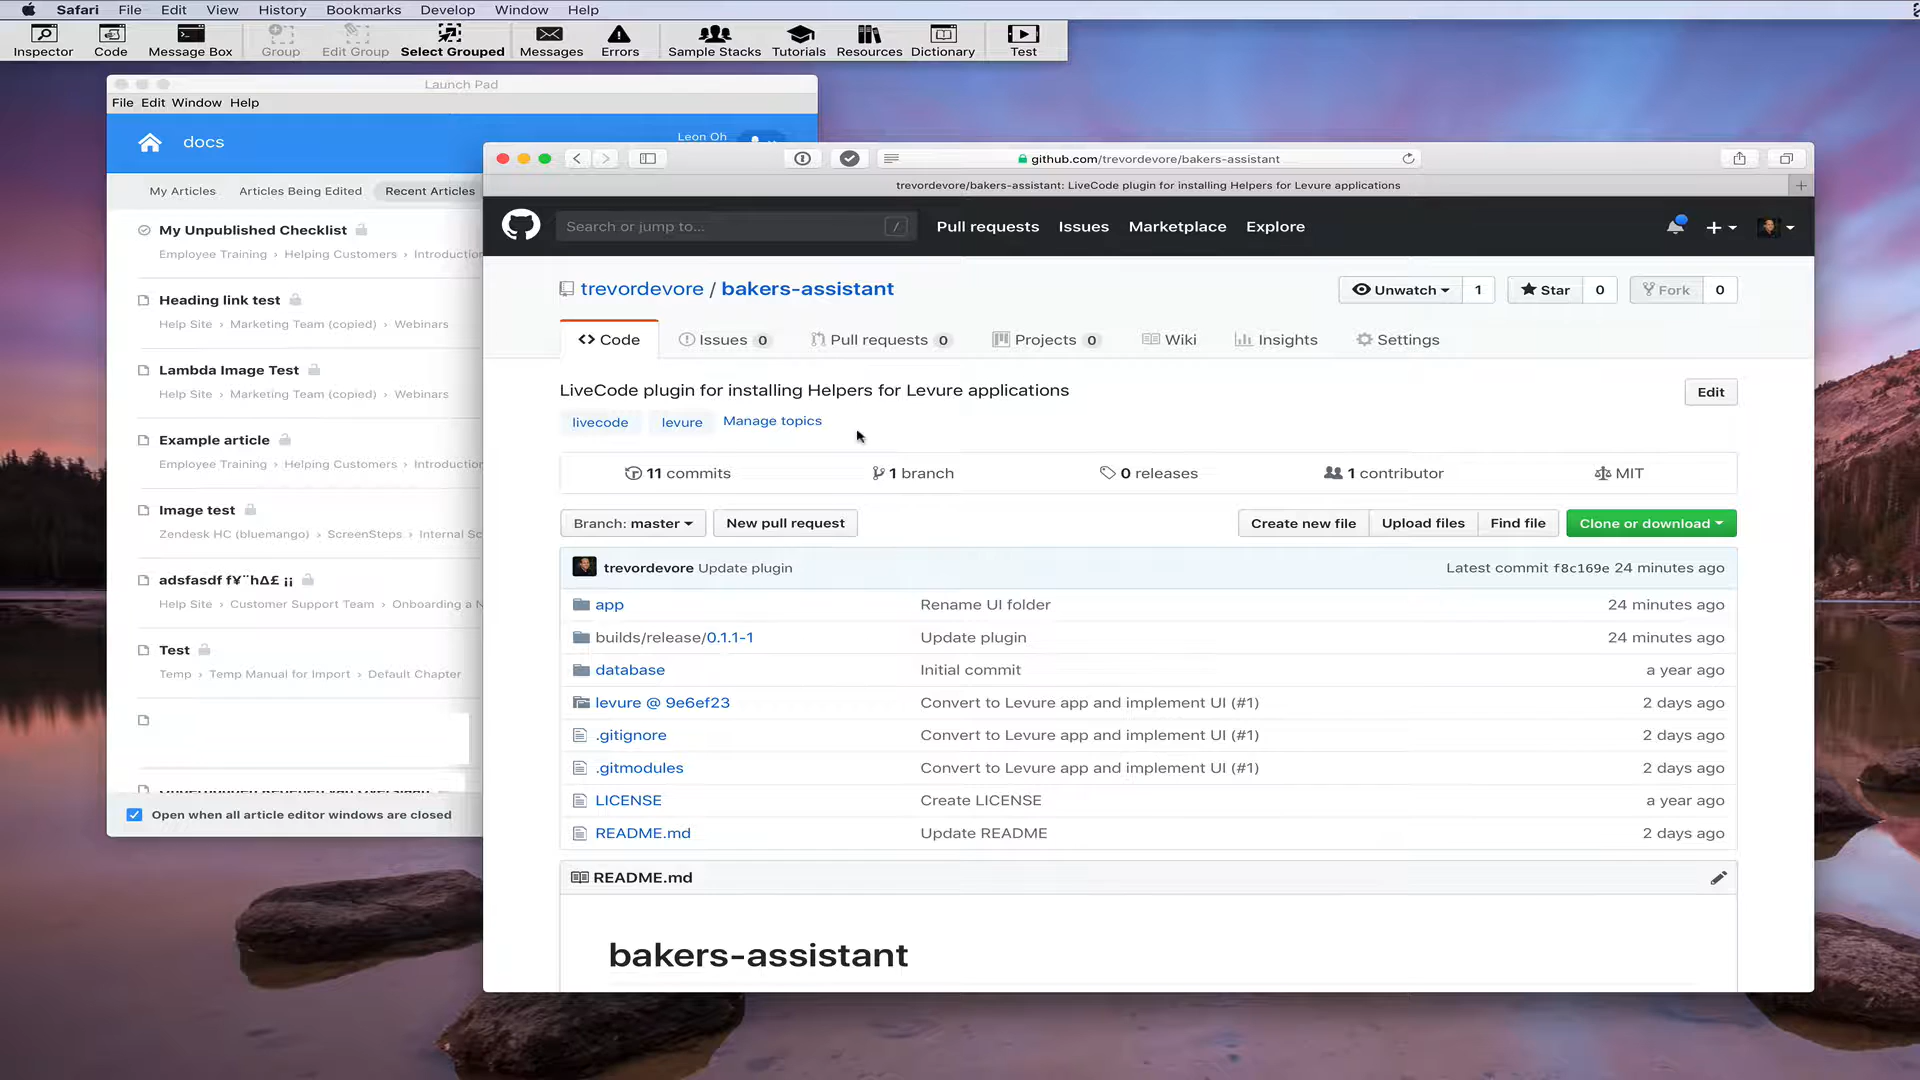 Safari File Edit View History Bookmarks Develop Window Help
Inspector Code Message Box Group Edit Group Select Grouped Messages Errors Sample Stacks Tutorials Resources Dictionary Test
Launch Pad
File Edit Window Help
docs
Leon Oh
My Articles Articles Being Edited Recent Articles
My Unpublished Checklist
Employee Training › Helping Customers › Introduction
Heading link test
Help Site › Marketing Team (copied) › Webinars
Lambda Image Test
Help Site › Marketing Team (copied) › Webinars
Example article
Employee Training › Helping Customers › Introduction
Image test
Zendesk HC (bluemango) › ScreenSteps › Internal Sc
adsfasdf f¥¨h∆£ ¡¡
Help Site › Customer Support Team › Onboarding a N
Test
Temp › Temp Manual for Import › Default Chapter
Open when all article editor windows are closed
github.com/trevordevore/bakers-assistant
trevordevore/bakers-assistant: LiveCode plugin for installing Helpers for Levure applications
Search or jump to... / Pull requests Issues Marketplace Explore
trevordevore / bakers-assistant
Unwatch 1 Star 0 Fork 0
Code Issues 0 Pull requests 0 Projects 0 Wiki Insights Settings
LiveCode plugin for installing Helpers for Levure applications
Edit
livecode levure Manage topics
11 commits 1 branch 0 releases 1 contributor MIT
Branch: master New pull request Create new file Upload files Find file Clone or download
trevordevore Update plugin Latest commit f8c169e 24 minutes ago
app Rename UI folder 24 minutes ago
builds/release/0.1.1-1 Update plugin 24 minutes ago
database Initial commit a year ago
levure @ 9e6ef23 Convert to Levure app and implement UI (#1) 2 days ago
.gitignore Convert to Levure app and implement UI (#1) 2 days ago
.gitmodules Convert to Levure app and implement UI (#1) 2 days ago
LICENSE Create LICENSE a year ago
README.md Update README 2 days ago
README.md
bakers-assistant